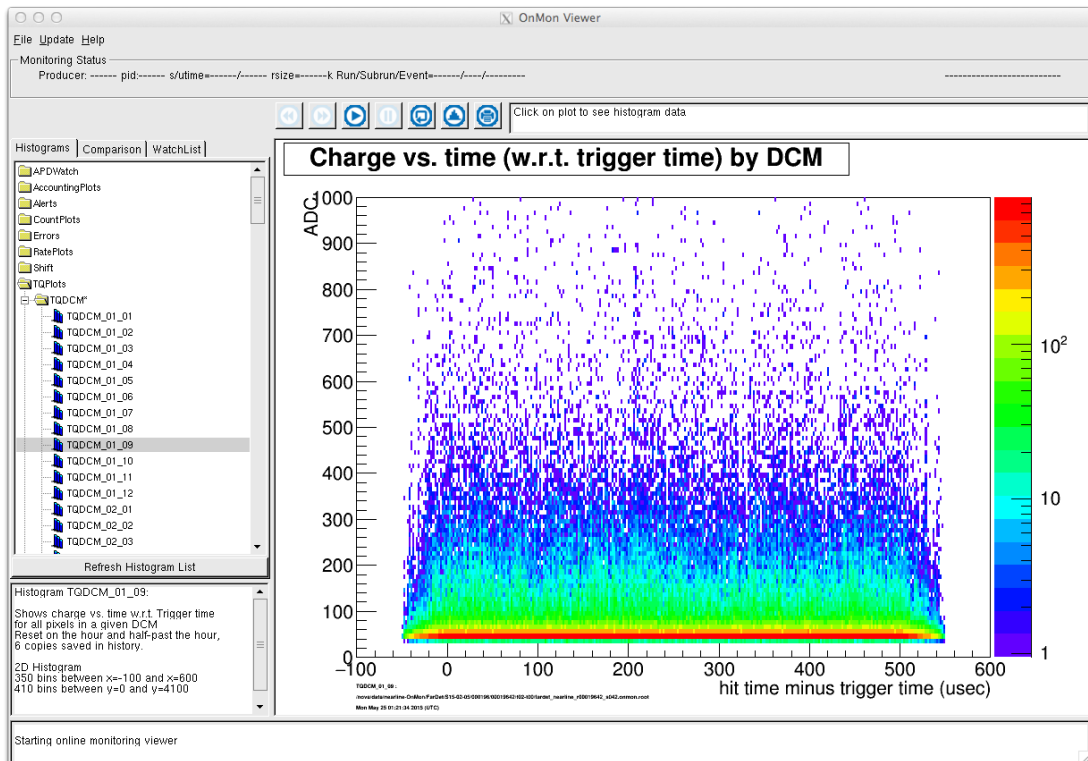 OnMon Viewer
File Update Help
Monitoring Status
Producer: ------ pid:------ s/utime=------/------ rsize=------k Run/Subrun/Event=------/----/--------- --------------------------
Click on plot to see histogram data
Histograms Comparison WatchList
APDWatch
AccountingPlots
Alerts
CountPlots
Errors
RatePlots
Shift
TQPlots
TQDCM*
TQDCM_01_01
TQDCM_01_02
TQDCM_01_03
TQDCM_01_04
TQDCM_01_05
TQDCM_01_06
TQDCM_01_07
TQDCM_01_08
TQDCM_01_09
TQDCM_01_10
TQDCM_01_11
TQDCM_01_12
TQDCM_02_01
TQDCM_02_02
TQDCM_02_03
Refresh Histogram List
Histogram TQDCM_01_09:
Shows charge vs. time w.r.t. Trigger time
for all pixels in a given DCM
Reset on the hour and half-past the hour,
6 copies saved in history.
2D Histogram
350 bins between x=-100 and x=600
410 bins between y=0 and y=4100
Charge vs. time (w.r.t. trigger time) by DCM
ADC
1000
900
800
700
600
500
400
300
200
100
0
−100 0 100 200 300 400 500 600
hit time minus trigger time (usec)
10²
10
1
TQDCM_01_09 :
Mon May 25 01:21:34 2015 (UTC)
Starting online monitoring viewer